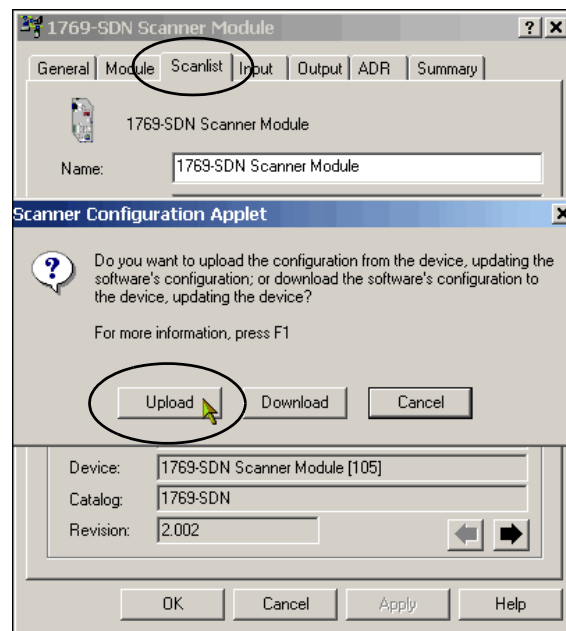 1769-SDN Scanner Module
General Module Scanlist Input Output ADR Summary
1769-SDN Scanner Module
Name: 1769-SDN Scanner Module
Scanner Configuration Applet
Do you want to upload the configuration from the device, updating the
software's configuration; or download the software's configuration to
the device, updating the device?
For more information, press F1
Upload Download Cancel
Device: 1769-SDN Scanner Module [105]
Catalog: 1769-SDN
Revision: 2.002
OK Cancel Apply Help